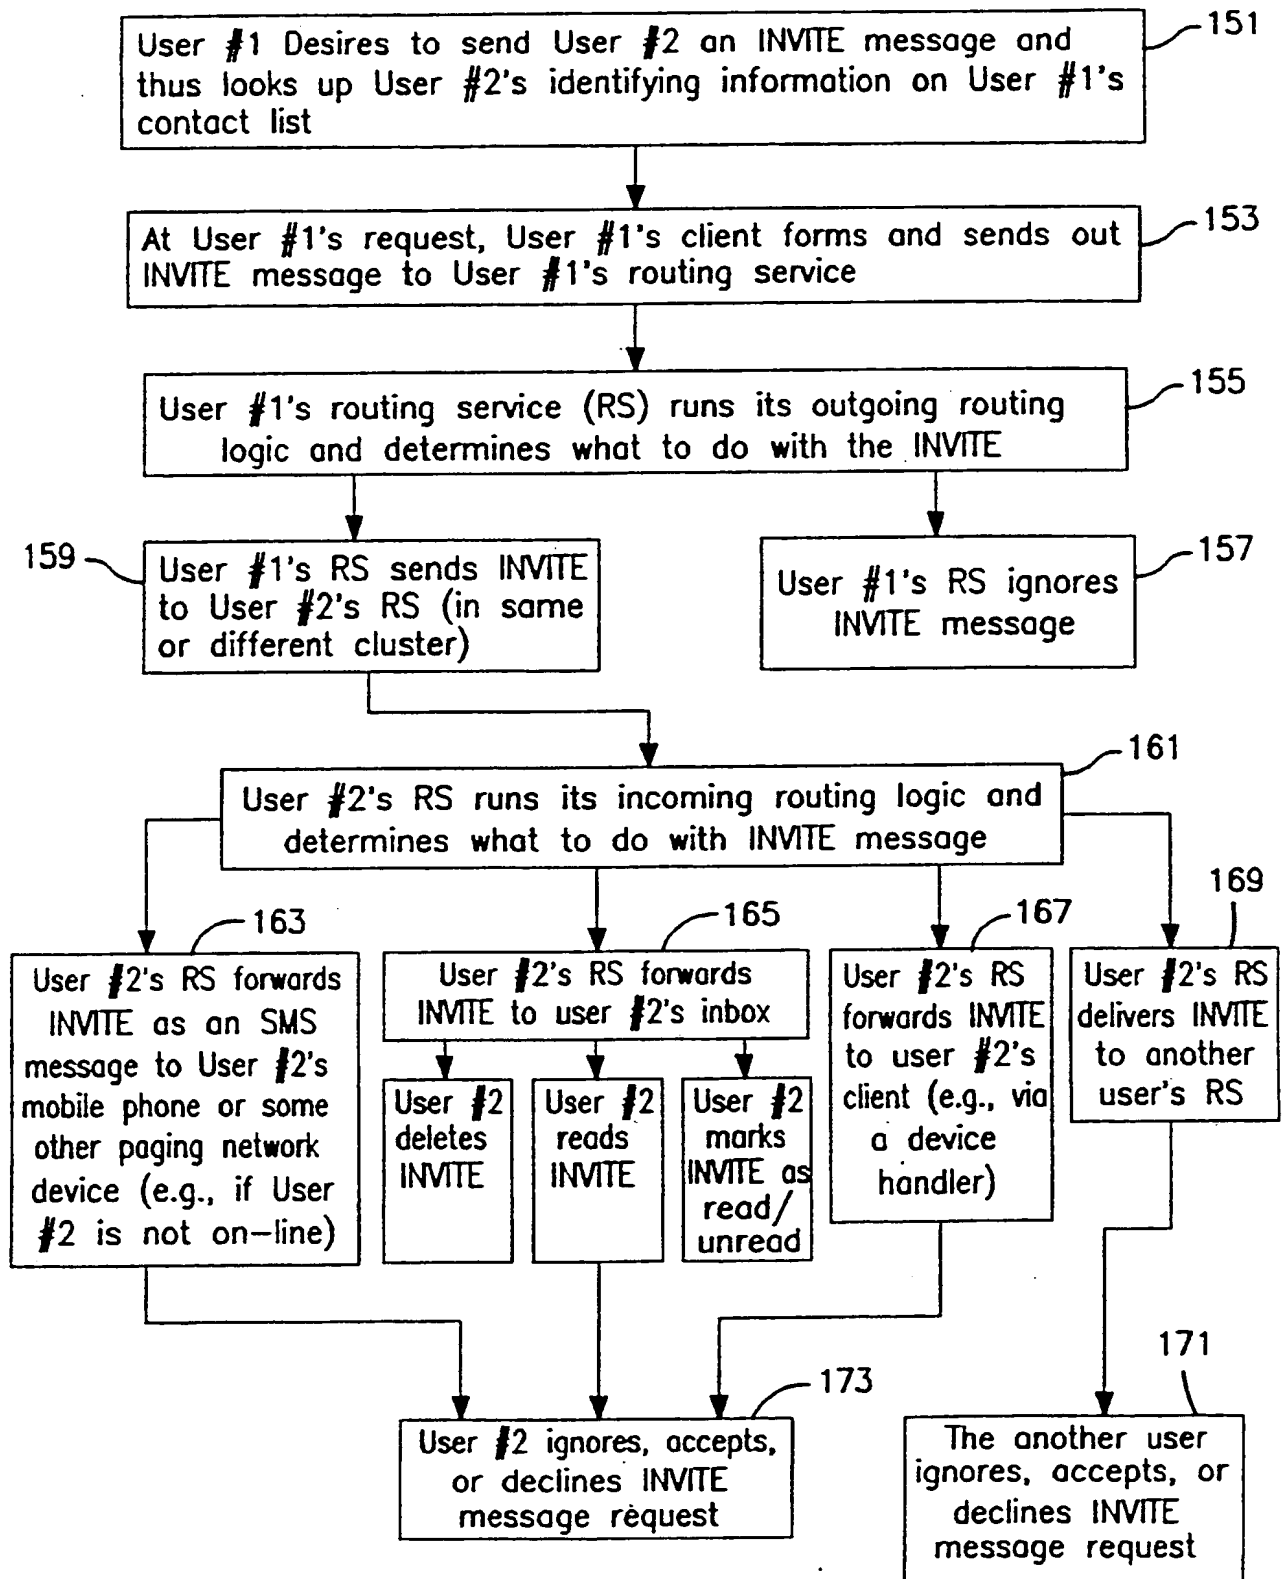 151
User #1 Desires to send User #2 an INVITE message and
thus looks up User #2's identifying information on User #1's
contact list
153
At User #1's request, User #1's client forms and sends out
INVITE message to User #1's routing service
155
User #1's routing service (RS) runs its outgoing routing
logic and determines what to do with the INVITE
159
User #1's RS sends INVITE
to User #2's RS (in same
or different cluster)
157
User #1's RS ignores
INVITE message
161
User #2's RS runs its incoming routing logic and
determines what to do with INVITE message
163
User #2's RS forwards
INVITE as an SMS
message to User #2's
mobile phone or some
other paging network
device (e.g., if User
#2 is not on-line)
165
User #2's RS forwards
INVITE to user #2's inbox
User #2
deletes
INVITE
User #2
reads
INVITE
User #2
marks
INVITE as
read/
unread
167
User #2's RS
forwards INVITE
to user #2's
client (e.g., via
a device
handler)
169
User #2's RS
delivers INVITE
to another
user's RS
173
User #2 ignores, accepts,
or declines INVITE
message request
171
The another user
ignores, accepts, or
declines INVITE
message request